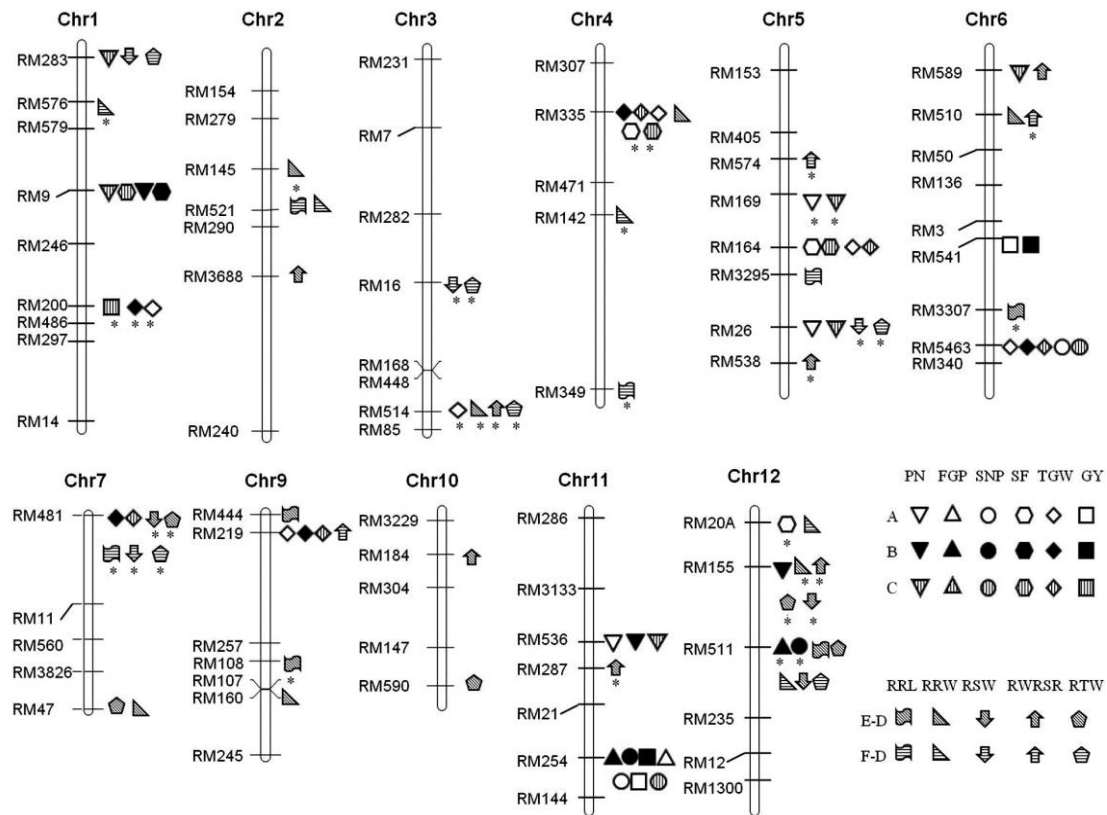 Chr1 Chr2 Chr3 Chr4 Chr5 Chr6
RM283
RM576
*
RM579
RM9
RM246
RM200
RM486
* * *
RM297
RM14
RM154
RM279
RM145
*
RM521
RM290
RM3688
RM240
RM231
RM7
RM282
RM16
* *
RM168
RM448
RM514
* * * *
RM85
RM307
RM335
* *
RM471
RM142
*
RM349
*
RM153
RM405
RM574
*
RM169
* *
RM164
RM3295
RM26
* *
RM538
*
RM589
RM510
*
RM50
RM136
RM3
RM541
RM3307
*
RM5463
RM340
Chr7 Chr9 Chr10 Chr11 Chr12
RM481
* *
* * *
RM11
RM560
RM3826
RM47
RM444
RM219
RM257
RM108
*
RM107
RM160
RM245
RM3229
RM184
RM304
RM147
RM590
RM286
RM3133
RM536
RM287
*
RM21
RM254
RM144
RM20A
*
RM155
* *
* *
RM511
* *
RM235
RM12
RM1300
PN FGP SNP SF TGW GY
A
B
C
RRL RRW RSW RWRSR RTW
E-D
F-D